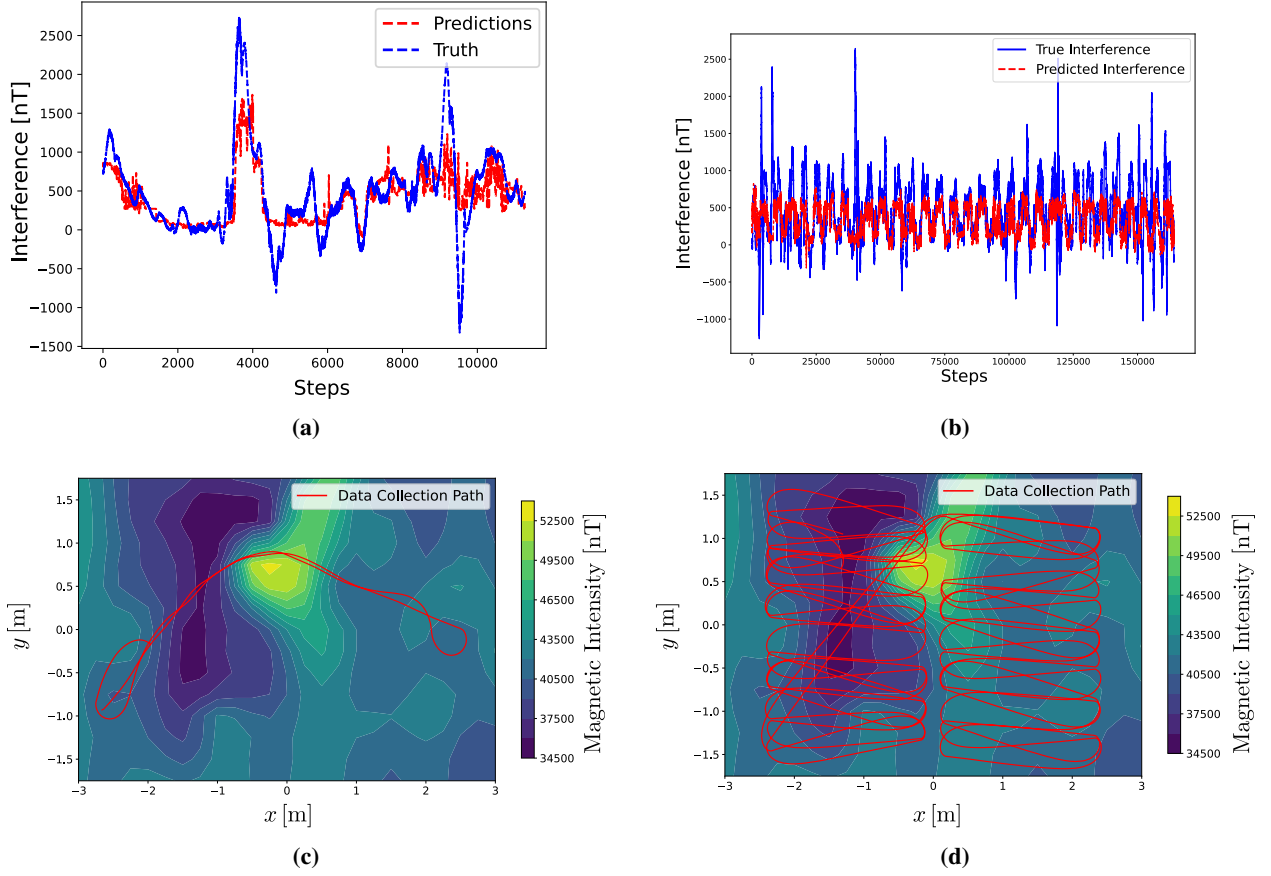 Predictions
Truth
2500
2000
1500
1000
500
0
−500
−1000
−1500
Interference [nT]
0 2000 4000 6000 8000 10000
Steps
(a)
True Interference
Predicted Interference
2500
2000
1500
1000
500
0
−500
−1000
Interference [nT]
0 25000 50000 75000 100000 125000 150000
Steps
(b)
Data Collection Path
1.5
1.0
0.5
0.0
−0.5
−1.0
−1.5
y [m]
−3 −2 −1 0 1 2 3
x [m]
52500
49500
46500
43500
40500
37500
34500
Magnetic Intensity [nT]
(c)
Data Collection Path
1.5
1.0
0.5
0.0
−0.5
−1.0
−1.5
y [m]
−3 −2 −1 0 1 2 3
x [m]
52500
49500
46500
43500
40500
37500
34500
Magnetic Intensity [nT]
(d)